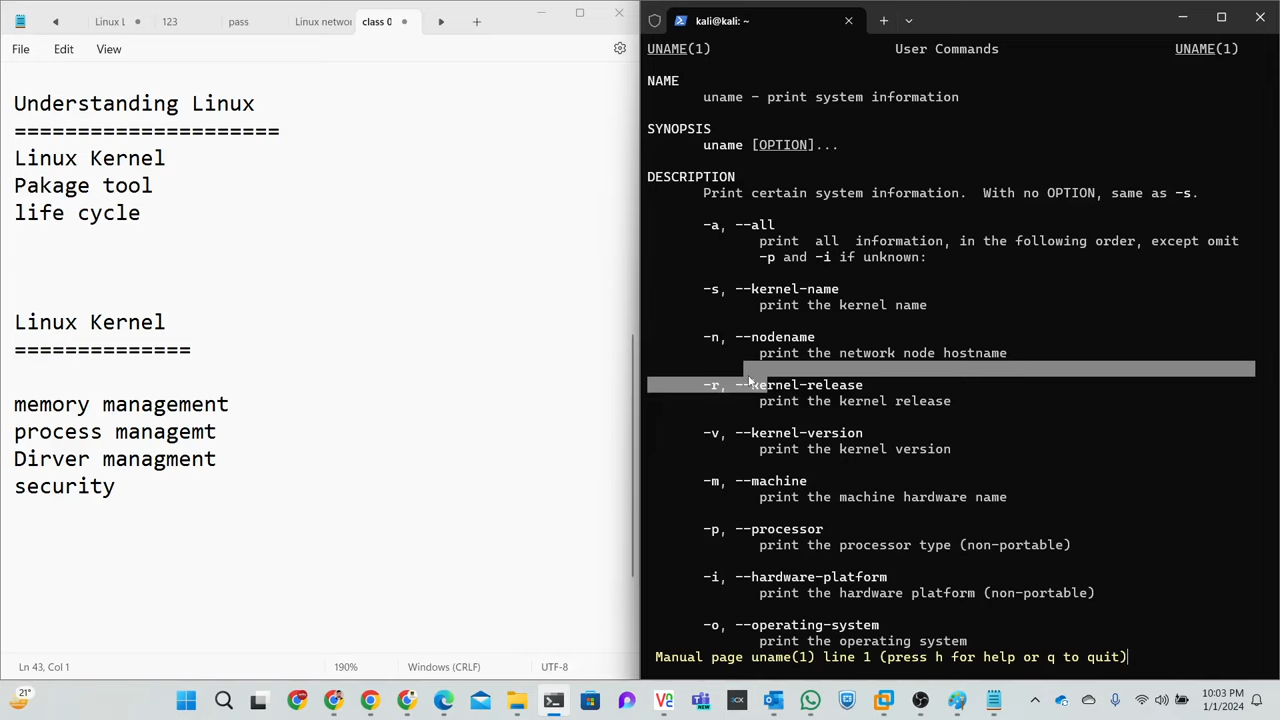 Linux L
123
pass
Linux networ
class 0
File
Edit
View
Understanding Linux
=====================
Linux Kernel
Pakage tool
life cycle
Linux Kernel
==============
memory management
process managemt
Dirver managment
security
Ln 43, Col 1
190%
Windows (CRLF)
UTF-8
kali@kali: ~
UNAME(1)
User Commands
UNAME(1)
NAME
uname - print system information
SYNOPSIS
uname [OPTION]...
DESCRIPTION
Print certain system information.  With no OPTION, same as -s.
-a, --all
print  all  information, in the following order, except omit
-p and -i if unknown:
-s, --kernel-name
print the kernel name
-n, --nodename
print the network node hostname
-r, --kernel-release
print the kernel release
-v, --kernel-version
print the kernel version
-m, --machine
print the machine hardware name
-p, --processor
print the processor type (non-portable)
-i, --hardware-platform
print the hardware platform (non-portable)
-o, --operating-system
print the operating system
Manual page uname(1) line 1 (press h for help or q to quit)
21°
10:03 PM
1/1/2024